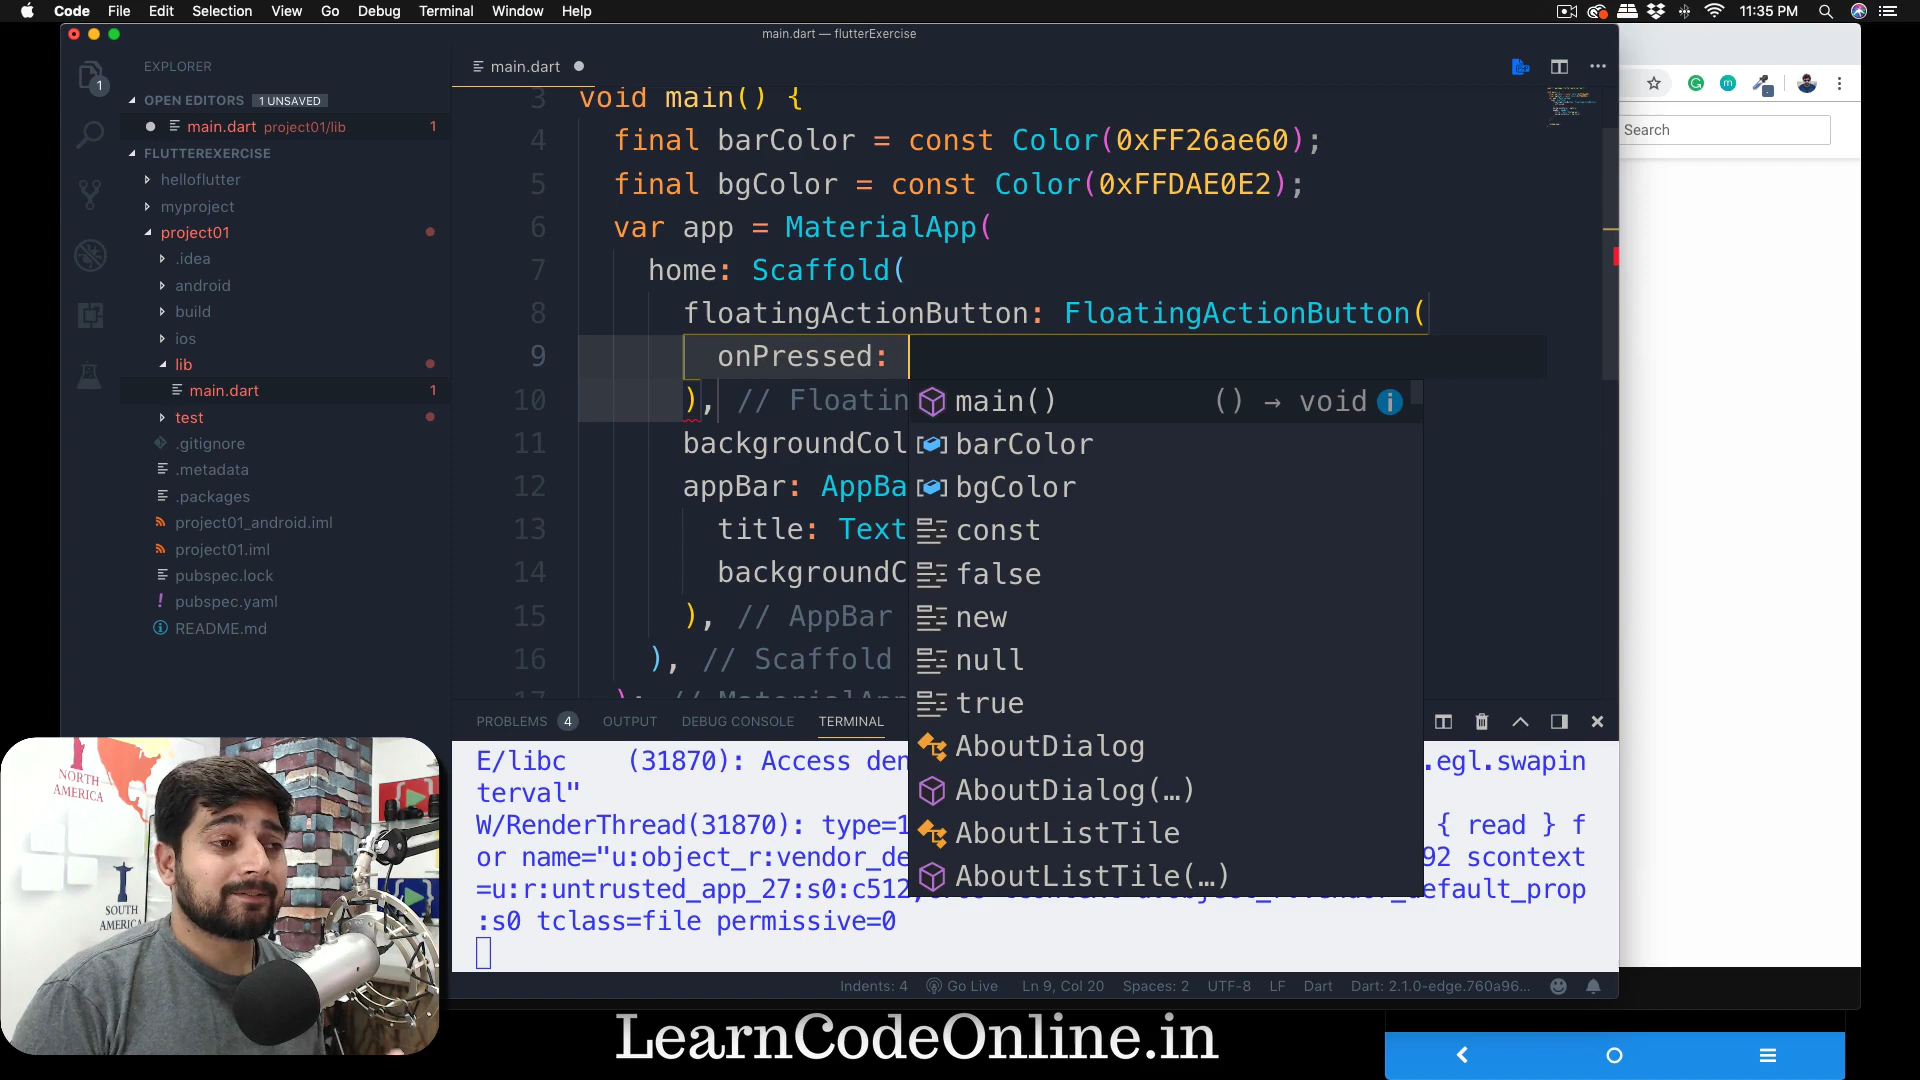 Code File Edit Selection View Go Debug Terminal Window Help 11:35 PM
main.dart — flutterExercise
EXPLORER
main.dart
1
OPEN EDITORS 1 UNSAVED
main.dart project01/lib 1
FLUTTEREXERCISE
helloflutter
myproject
project01
.idea
android
build
ios
lib
main.dart 1
test
.gitignore
.metadata
.packages
project01_android.iml
project01.iml
pubspec.lock
pubspec.yaml
README.md
3 void main() {
4 final barColor = const Color(0xFF26ae60);
5 final bgColor = const Color(0xFFDAE0E2);
6 var app = MaterialApp(
7 home: Scaffold(
8 floatingActionButton: FloatingActionButton(
9 onPressed:
10 ), // Floatin
11 backgroundCol
12 appBar: AppBa
13 title: Text
14 backgroundC
15 ), // AppBar
16 ), // Scaffold
17 ); // MaterialApp
main() () → void
barColor
bgColor
const
false
new
null
true
AboutDialog
AboutDialog(…)
AboutListTile
AboutListTile(…)
Search
PROBLEMS 4 OUTPUT DEBUG CONSOLE TERMINAL
E/libc (31870): Access den .egl.swapin
terval"
W/RenderThread(31870): type=1 { read } f
or name="u:object_r:vendor_de 92 scontext
=u:r:untrusted_app_27:s0:c512 efault_prop
:s0 tclass=file permissive=0
Indents: 4 Go Live Ln 9, Col 20 Spaces: 2 UTF-8 LF Dart Dart: 2.1.0-edge.760a96...
NORTH
AMERICA
SOUTH
AMERICA
LearnCodeOnline.in